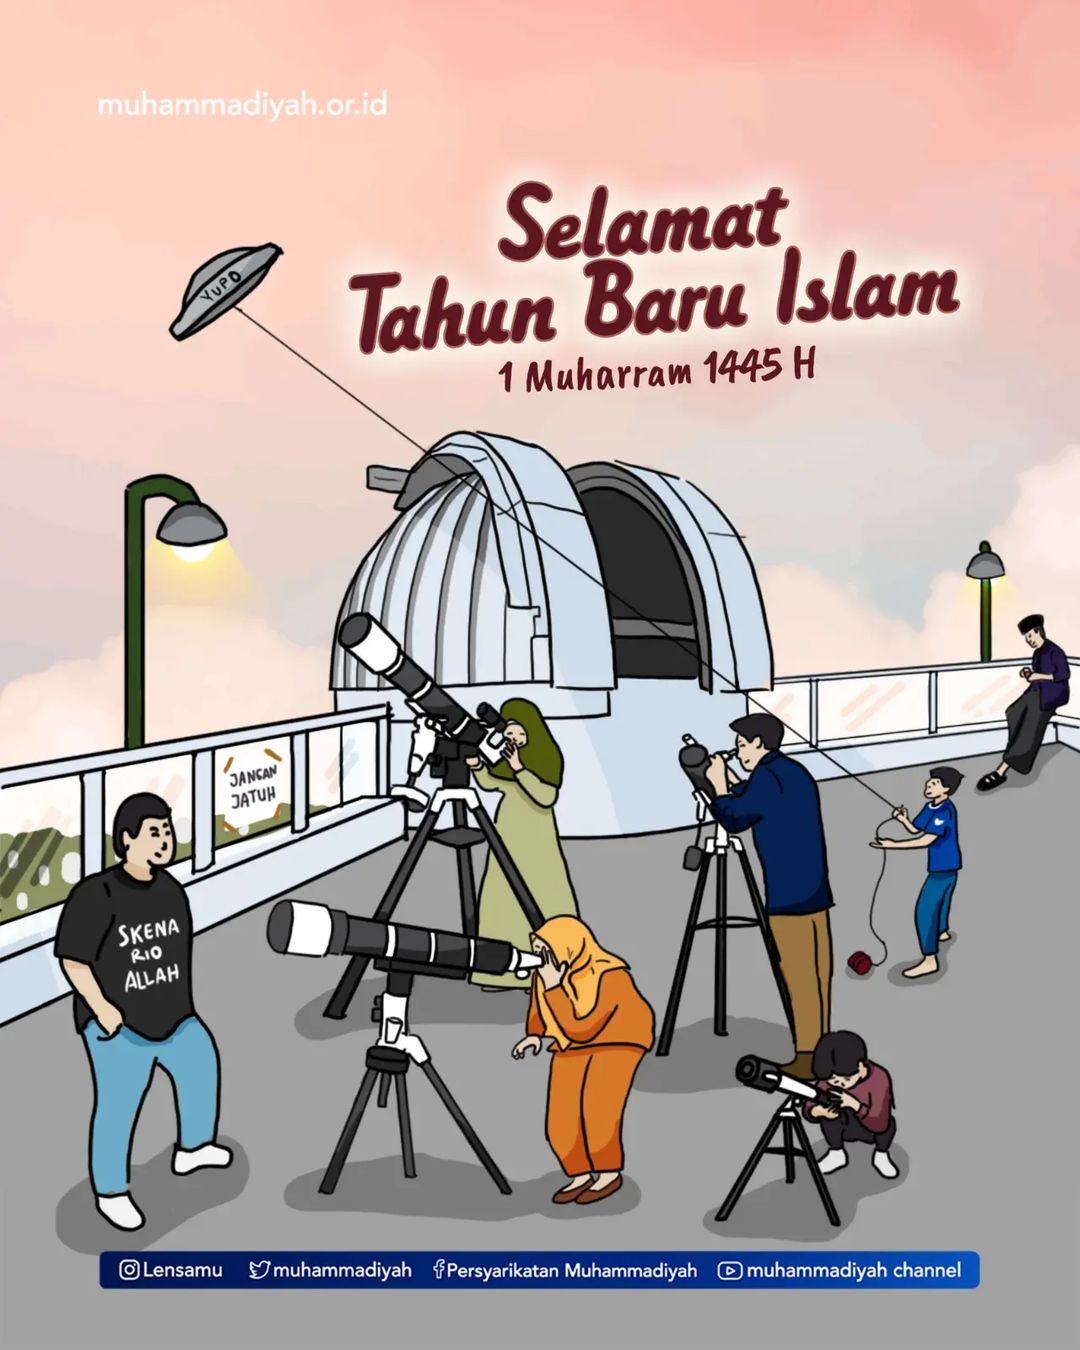 muhammadiyah.or.id
Selamat
Tahun Baru Islam
1 Muharram 1445 H
YUPO
JANGAN
JATUH
SKENA
RIO
ALLAH
Lensamu muhammadiyah Persyarikatan Muhammadiyah muhammadiyah channel